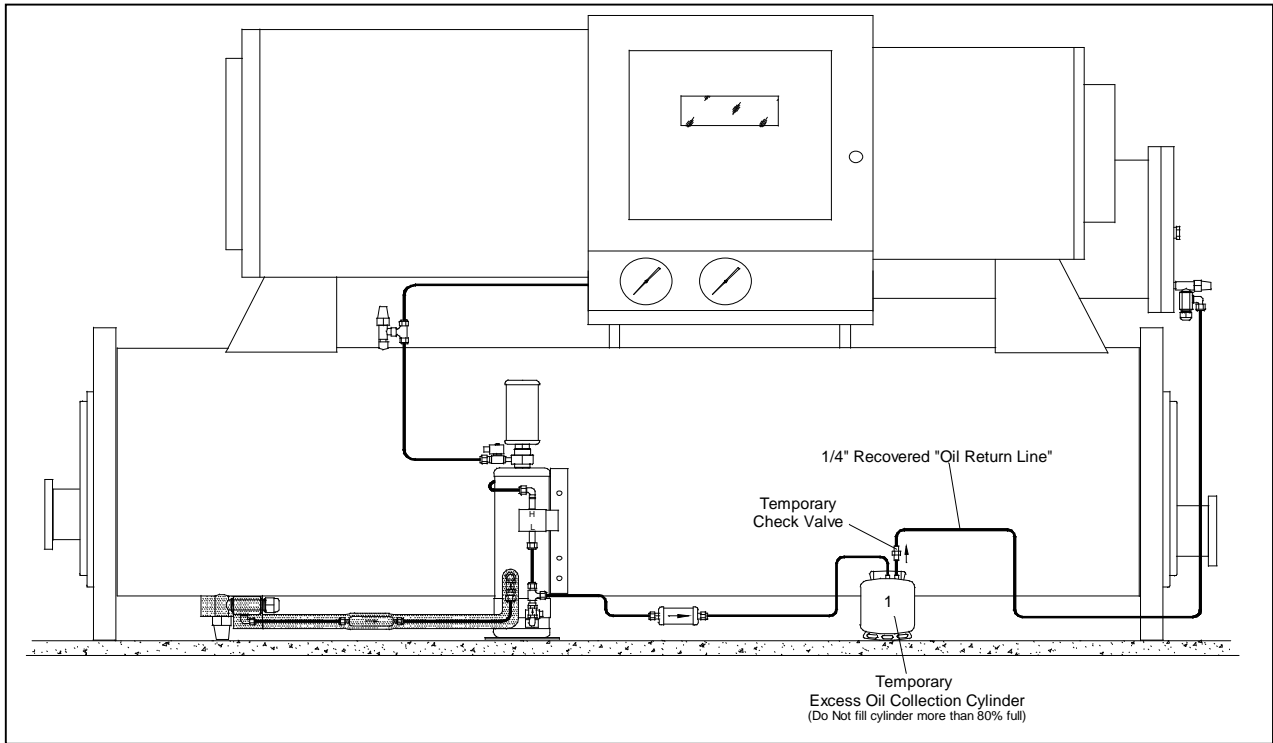 H
L
1/4" Recovered "Oil Return Line"
Temporary
Check Valve
1
Temporary
Excess Oil Collection Cylinder
(Do Not fill cylinder more than 80% full)